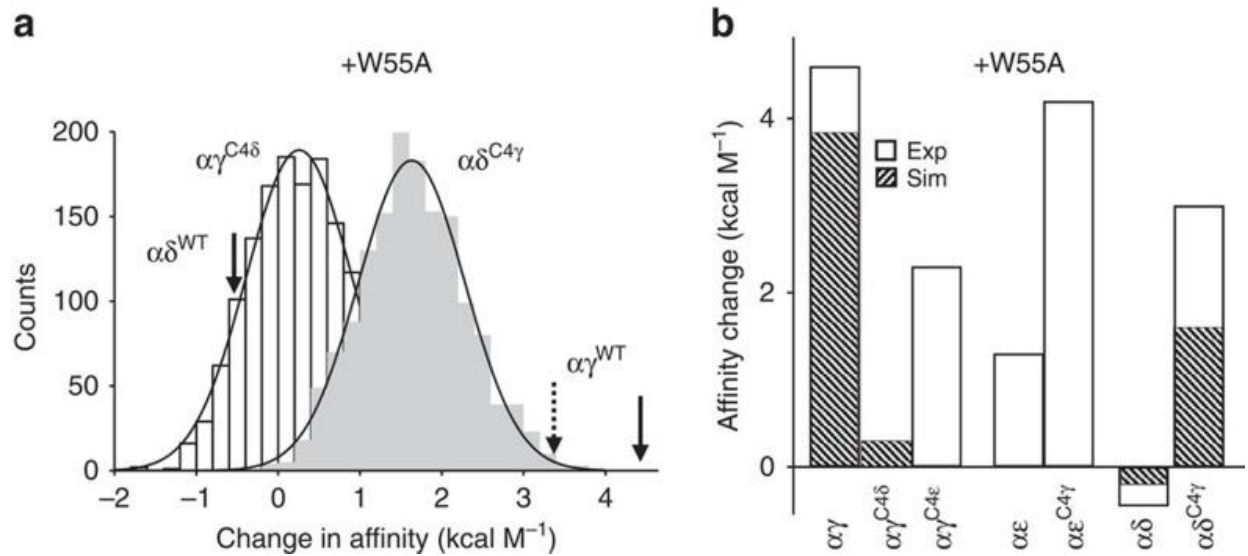 a
+W55A
200
150
100
50
0
Counts
αγ^C4δ
αδ^C4γ
αδ^WT
αγ^WT
−2 −1 0 1 2 3 4
Change in affinity (kcal M⁻¹)
b
+W55A
Exp
Sim
4
2
0
Affinity change (kcal M⁻¹)
αγ
αγ^C4δ
αγ^C4ε
αε
αε^C4γ
αδ
αδ^C4γ